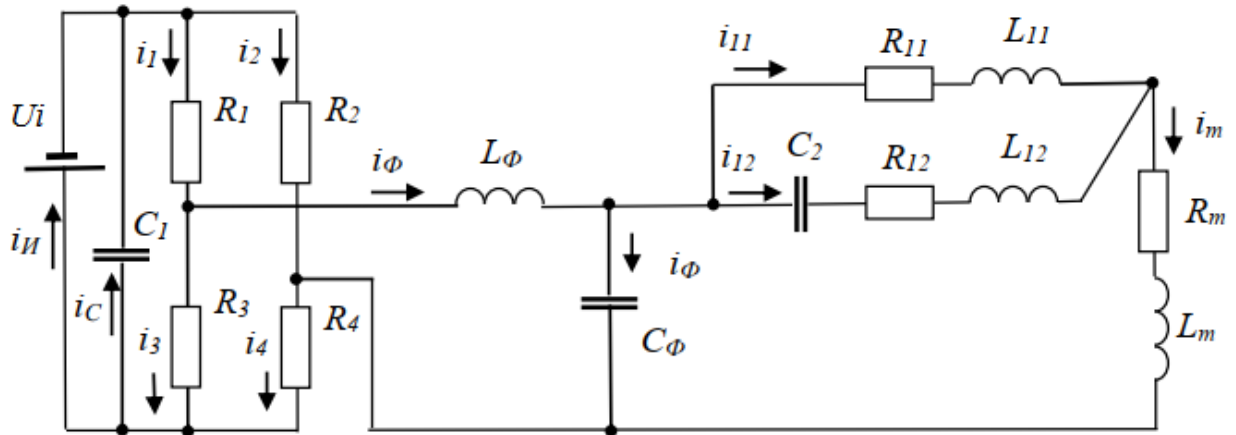 L11
i11
R11
i1
i2
Ui
R1
R2
iФ
LФ
i12
C2
R12
L12
im
Rm
iИ
C1
iС
R3
R4
iФ
i3
i4
CФ
Lm